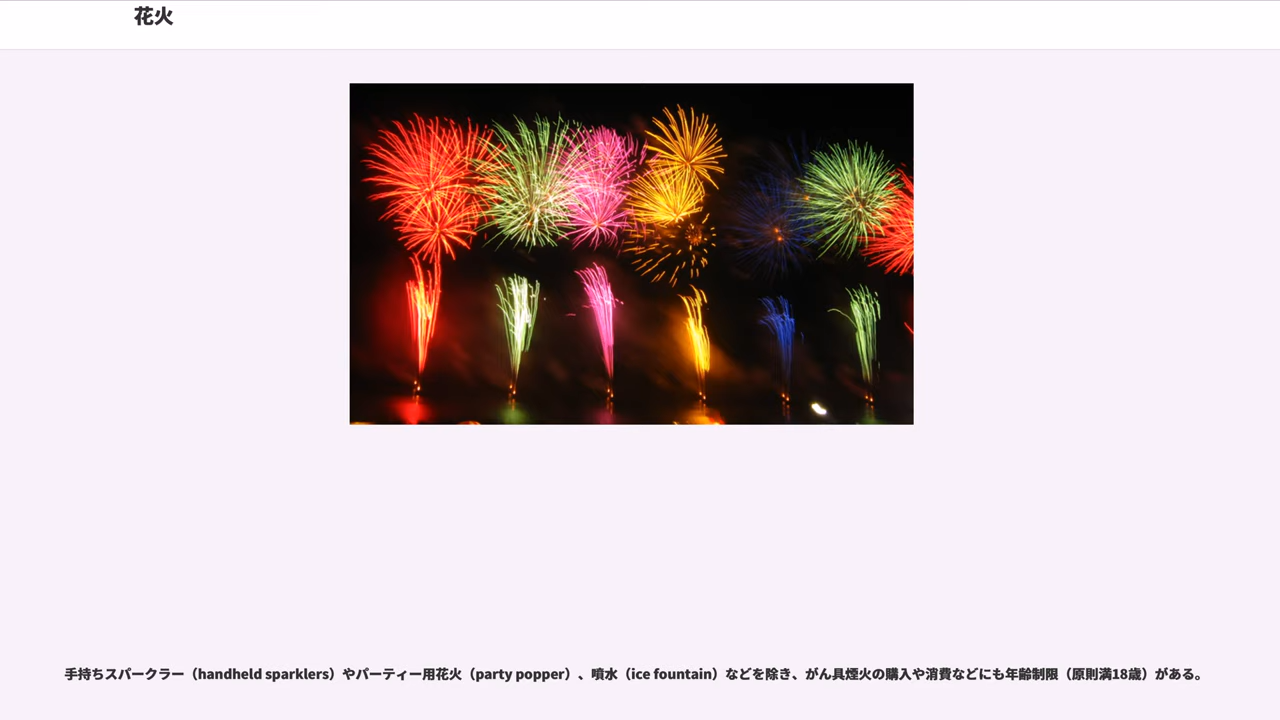 花火
手持ちスパークラー（handheld sparklers）やパーティー用花火（party popper）、噴水（ice fountain）などを除き、がん具煙火の購入や消費などにも年齢制限（原則満18歳）がある。